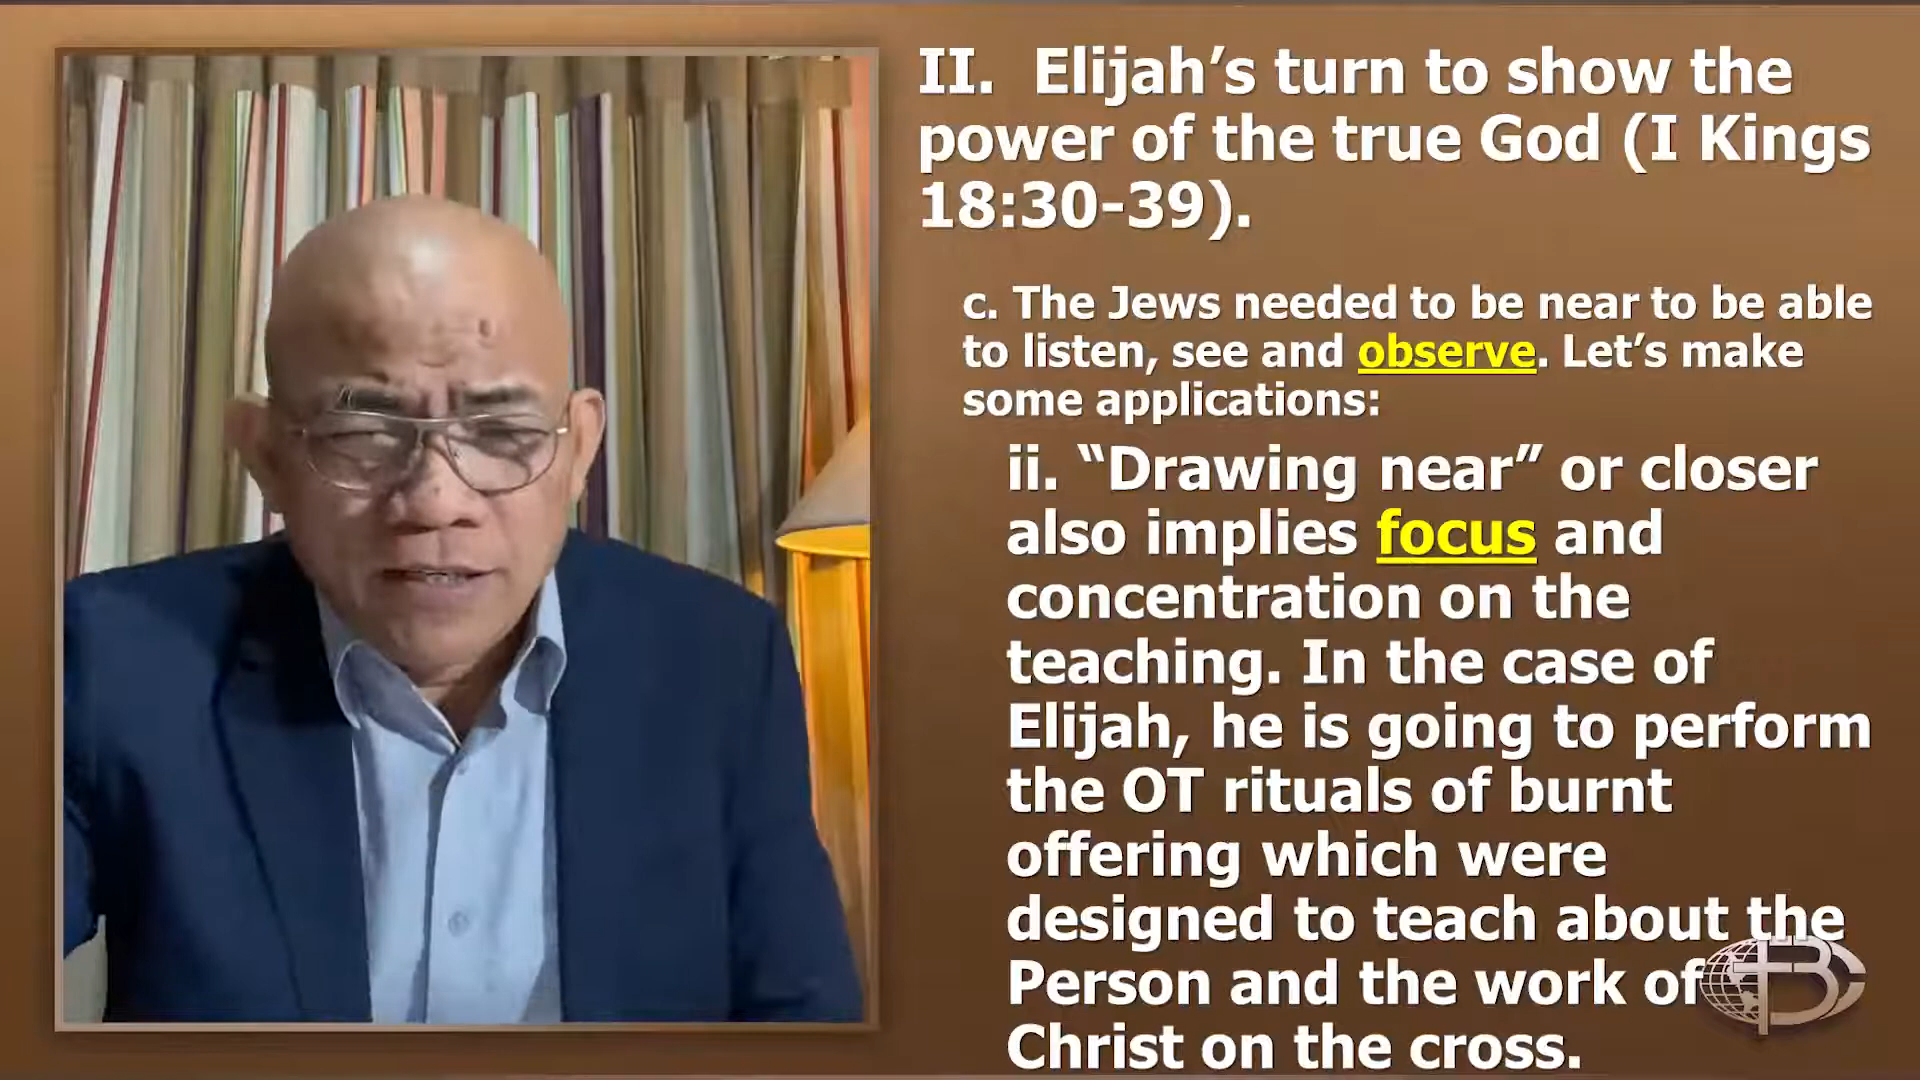 II. Elijah’s turn to show the
power of the true God (I Kings
18:30-39).
c. The Jews needed to be near to be able
to listen, see and observe. Let’s make
some applications:
ii. “Drawing near” or closer
also implies focus and
concentration on the
teaching. In the case of
Elijah, he is going to perform
the OT rituals of burnt
offering which were
designed to teach about the
Person and the work of
Christ on the cross.